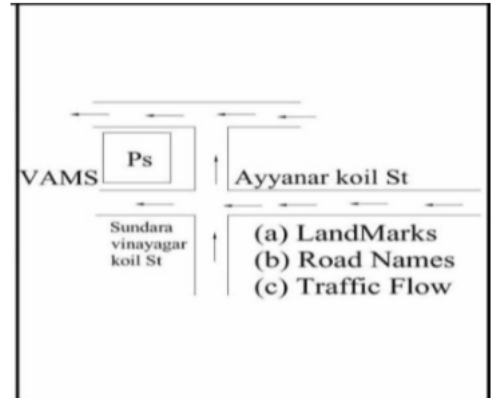 Ps
VAMS
Ayyanar koil St
Sundara
vinayagar
koil St
(a) LandMarks
(b) Road Names
(c) Traffic Flow